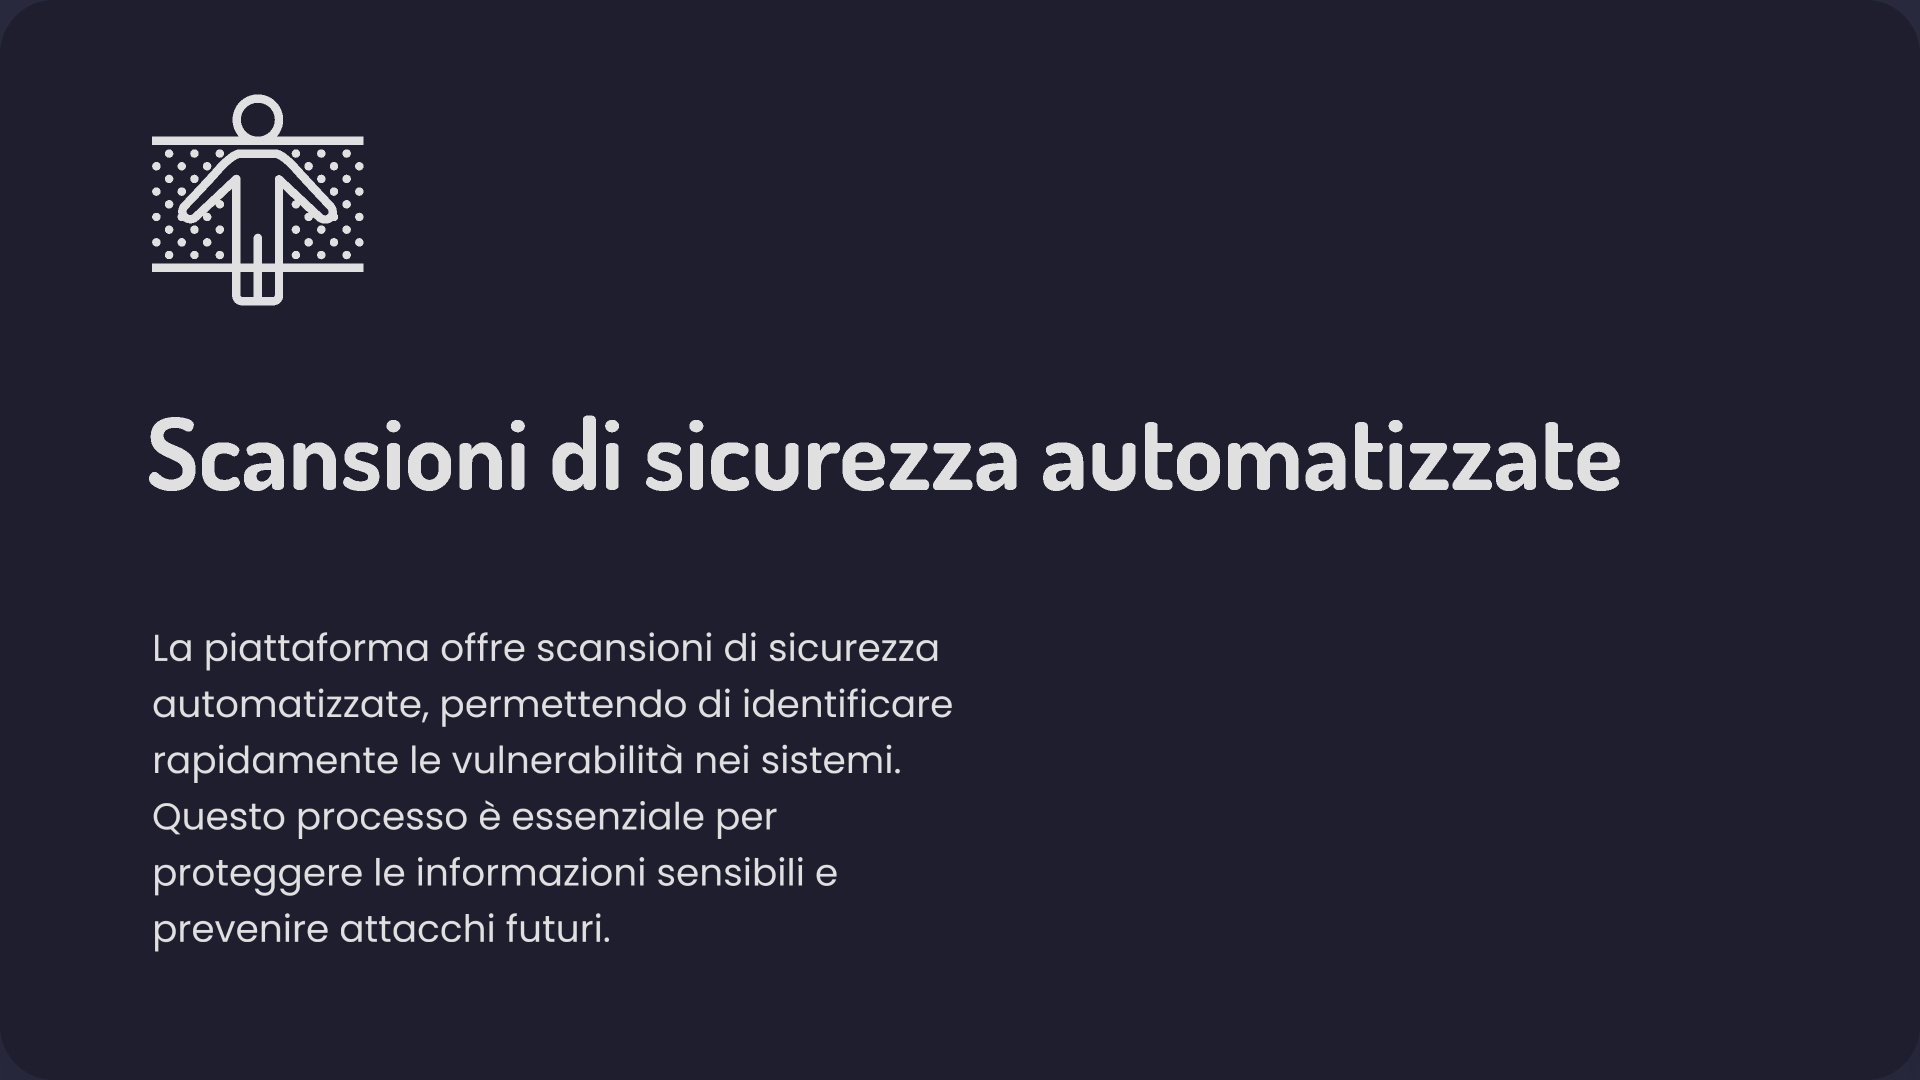 Scansioni di sicurezza automatizzate
La piattaforma offre scansioni di sicurezza
automatizzate, permettendo di identificare
rapidamente le vulnerabilità nei sistemi.
Questo processo è essenziale per
proteggere le informazioni sensibili e
prevenire attacchi futuri.